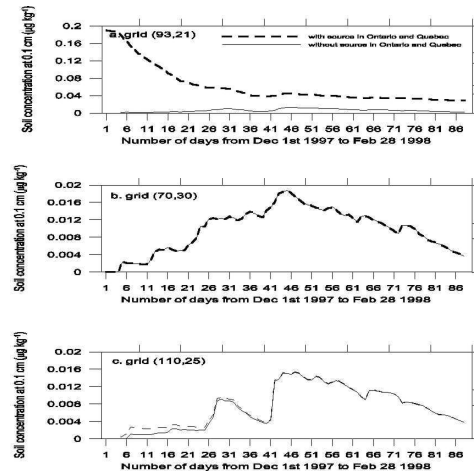 Soil concentration at 0.1 cm (µg kg⁻¹)
0.2
0.16
0.12
0.08
0.04
0
a. grid (93,21)
with source in Ontario and Quebec
without source in Ontario and Quebec
1 6 11 16 21 26 31 36 41 46 51 56 61 66 71 76 81 86
Number of days from Dec 1st 1997 to Feb 28 1998
Soil concentration at 0.1 cm (µg kg⁻¹)
0.02
0.016
0.012
0.008
0.004
0
b. grid (70,30)
1 6 11 16 21 26 31 36 41 46 51 56 61 66 71 76 81 86
Number of days from Dec 1st 1997 to Feb 28 1998
Soil concentration at 0.1 cm (µg kg⁻¹)
0.02
0.016
0.012
0.008
0.004
0
c. grid (110,25)
1 6 11 16 21 26 31 36 41 46 51 56 61 66 71 76 81 86
Number of days from Dec 1st 1997 to Feb 28 1998